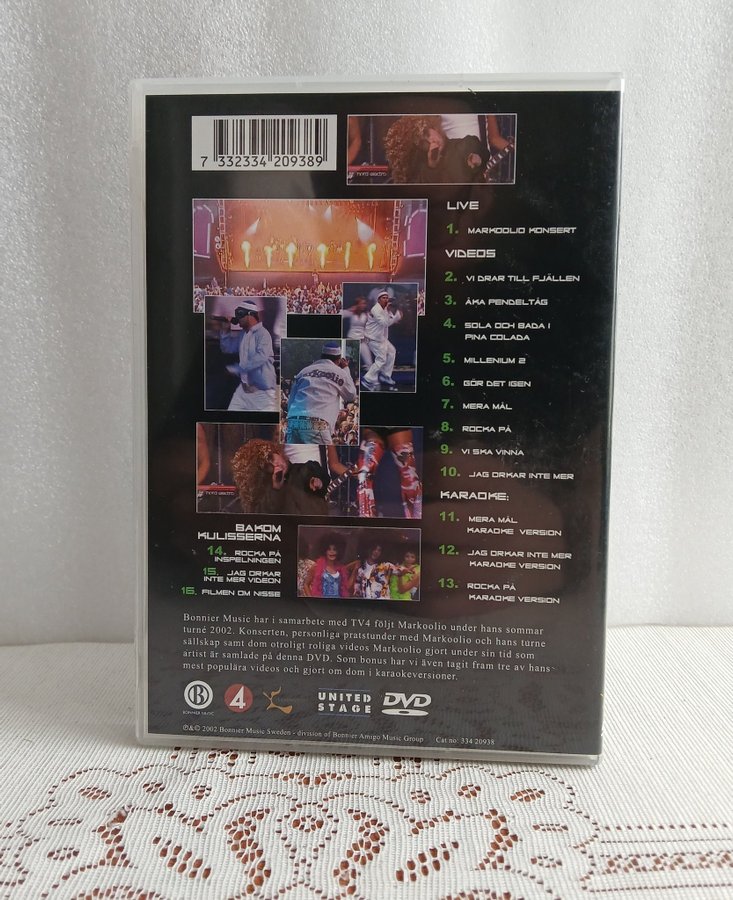 7 332334 209389
nord electro
LIVE
1. MARKOOLIO KONSERT
VIDEOS
2. VI DRAR TILL FJÄLLEN
3. ÅKA PENDELTÅG
4. SOLA OCH BADA I
PINA COLADA
5. MILLENIUM 2
6. GÖR DET IGEN
7. MERA MÅL
8. ROCKA PÅ
9. VI SKA VINNA
10. JAG ORKAR INTE MER
KARAOKE:
11. MERA MÅL
KARAOKE VERSION
12. JAG ORKAR INTE MER
KARAOKE VERSION
13. ROCKA PÅ
KARAOKE VERSION
markoolio
nord electro
BAKOM
KULISSERNA
14. ROCKA PÅ
INSPELNINGEN
15. JAG ORKAR
INTE MER VIDEON
16. FILMEN OM NISSE
Bonnier Music har i samarbete med TV4 följt Markoolio under hans sommar
turné 2002. Konserten, personliga pratstunder med Markoolio och hans turne
sällskap samt dom otroligt roliga videos Markoolio gjort under sin tid som
artist är samlade på denna DVD. Som bonus har vi även tagit fram tre av hans
mest populära videos och gjort om dom i karaokeversioner.
B
BONNIER MUSIC
4
UNITED
STAGE
DVD
℗&© 2002 Bonnier Music Sweden - division of Bonnier Amigo Music Group Cat no: 334 20938